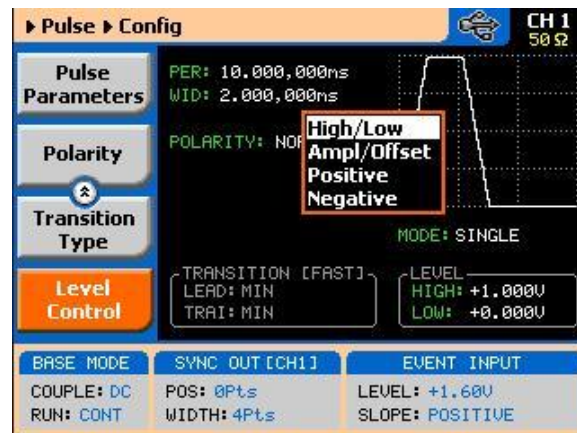 ▸ Pulse ▸ Config
CH 1
50 Ω
Pulse
Parameters
Polarity
Transition
Type
Level
Control
PER: 10.000,000ns
WID: 2.000,000ns
POLARITY: NOR
High/Low
Ampl/Offset
Positive
Negative
MODE: SINGLE
TRANSITION [FAST]
LEAD: MIN
TRAI: MIN
LEVEL
HIGH: +1.000V
LOW: +0.000V
BASE MODE
COUPLE: DC
RUN: CONT
SYNC OUT [CH1]
POS: 0Pts
WIDTH: 4Pts
EVENT INPUT
LEVEL: +1.60V
SLOPE: POSITIVE